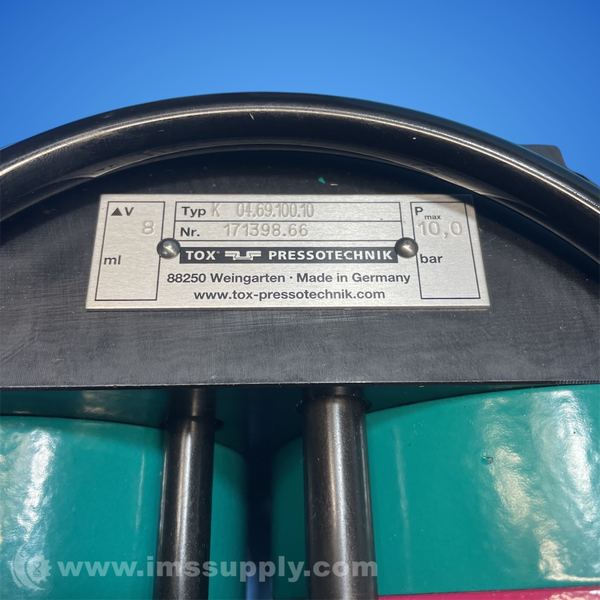 ▲V
8
ml
Typ K 04.69.100.10
Nr. 171398.66
TOX® PRESSOTECHNIK
88250 Weingarten · Made in Germany
www.tox-pressotechnik.com
P max
10,0
bar
www.imssupply.com